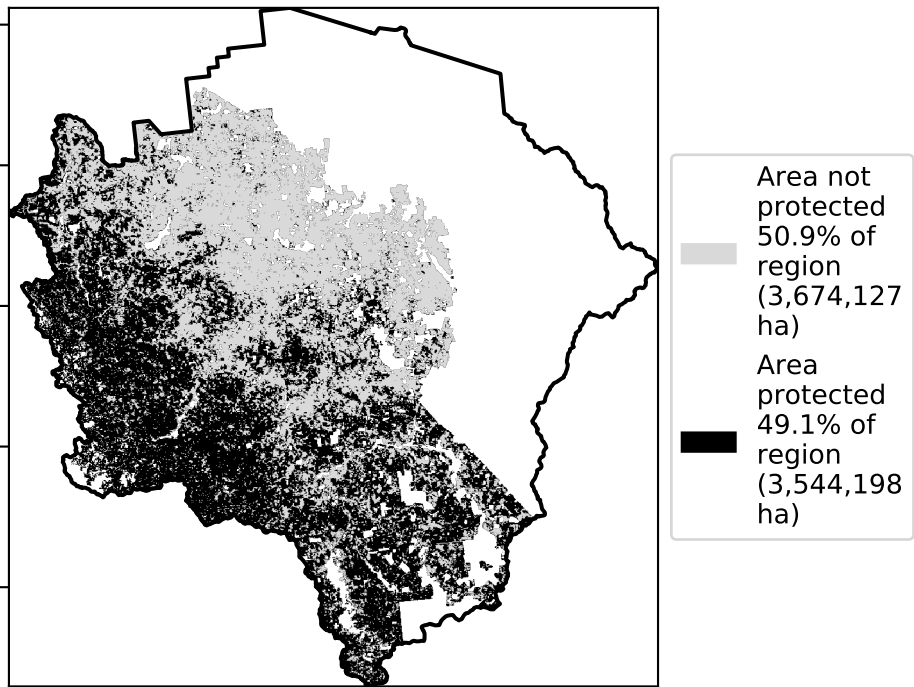 Area not
protected
50.9% of
region
(3,674,127
ha)
Area
protected
49.1% of
region
(3,544,198
ha)